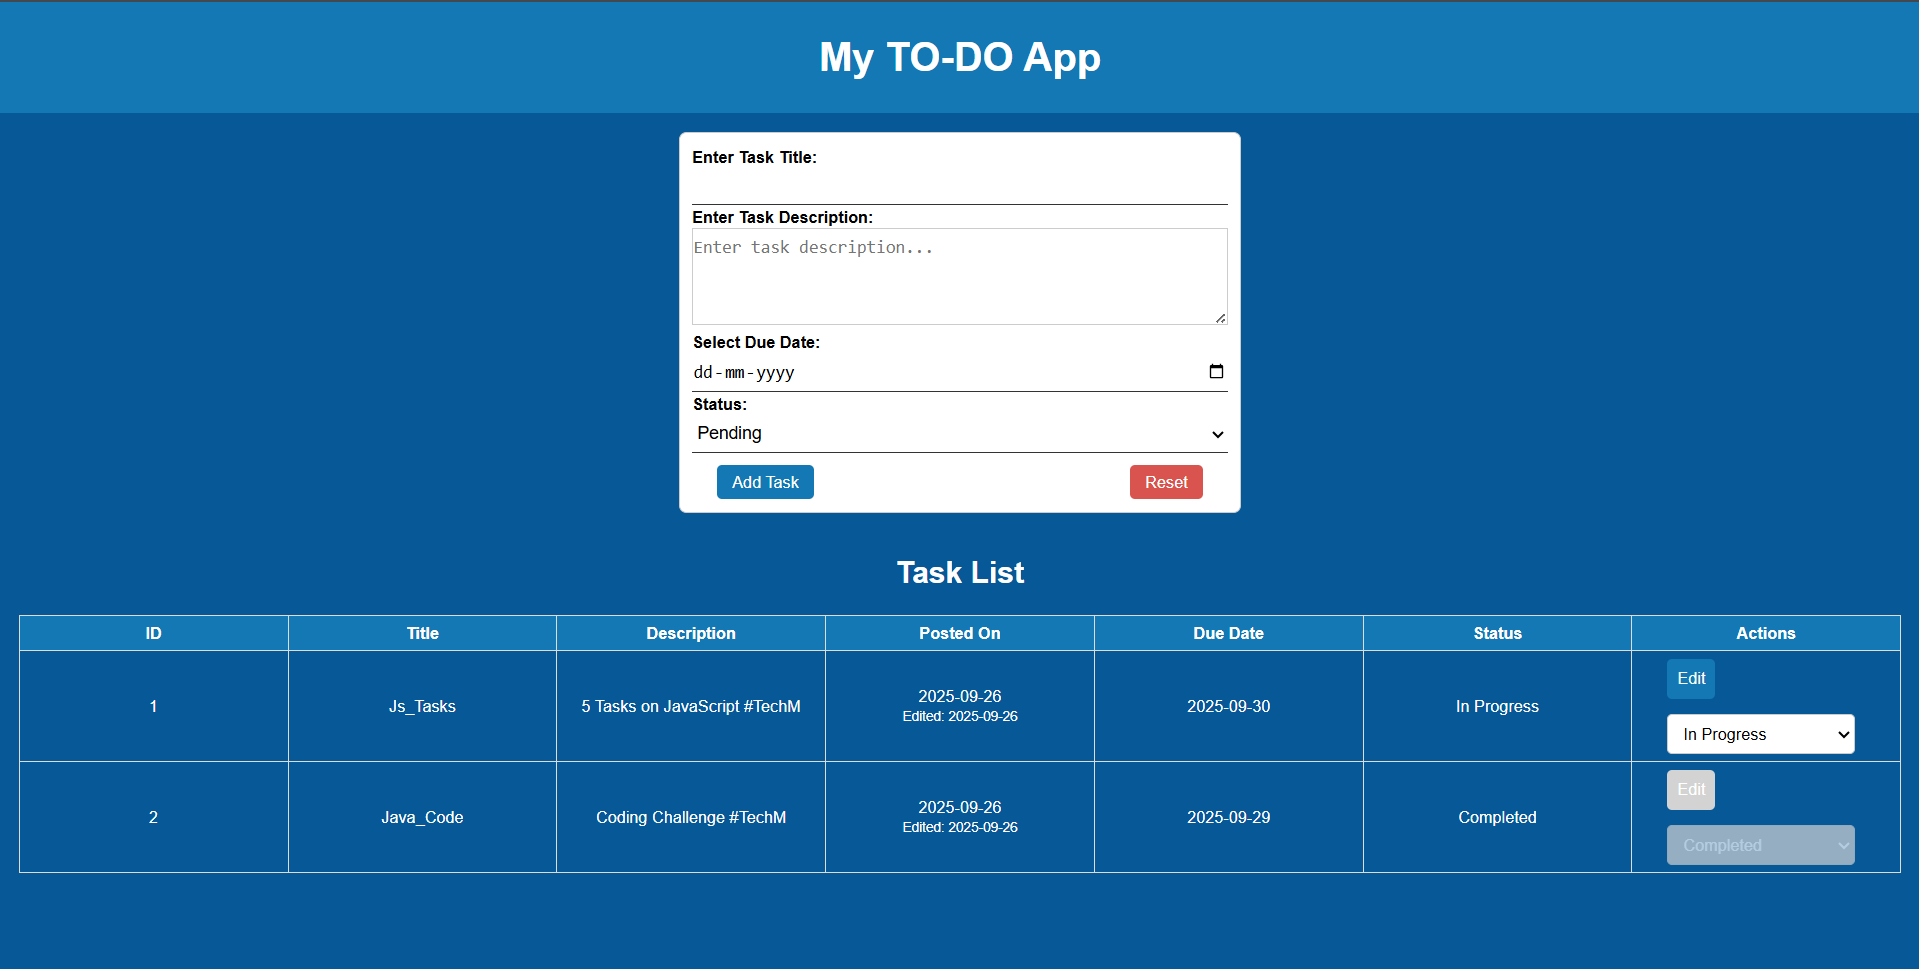 My TO-DO App
Enter Task Title:
Enter Task Description:
Enter task description...
Select Due Date:
dd-mm-yyyy
Status:
Pending
Add Task Reset
Task List
ID Title Description Posted On Due Date Status Actions
1 Js_Tasks 5 Tasks on JavaScript #TechM 2025-09-26 Edited: 2025-09-26 2025-09-30 In Progress Edit In Progress
2 Java_Code Coding Challenge #TechM 2025-09-26 Edited: 2025-09-26 2025-09-29 Completed Edit Completed